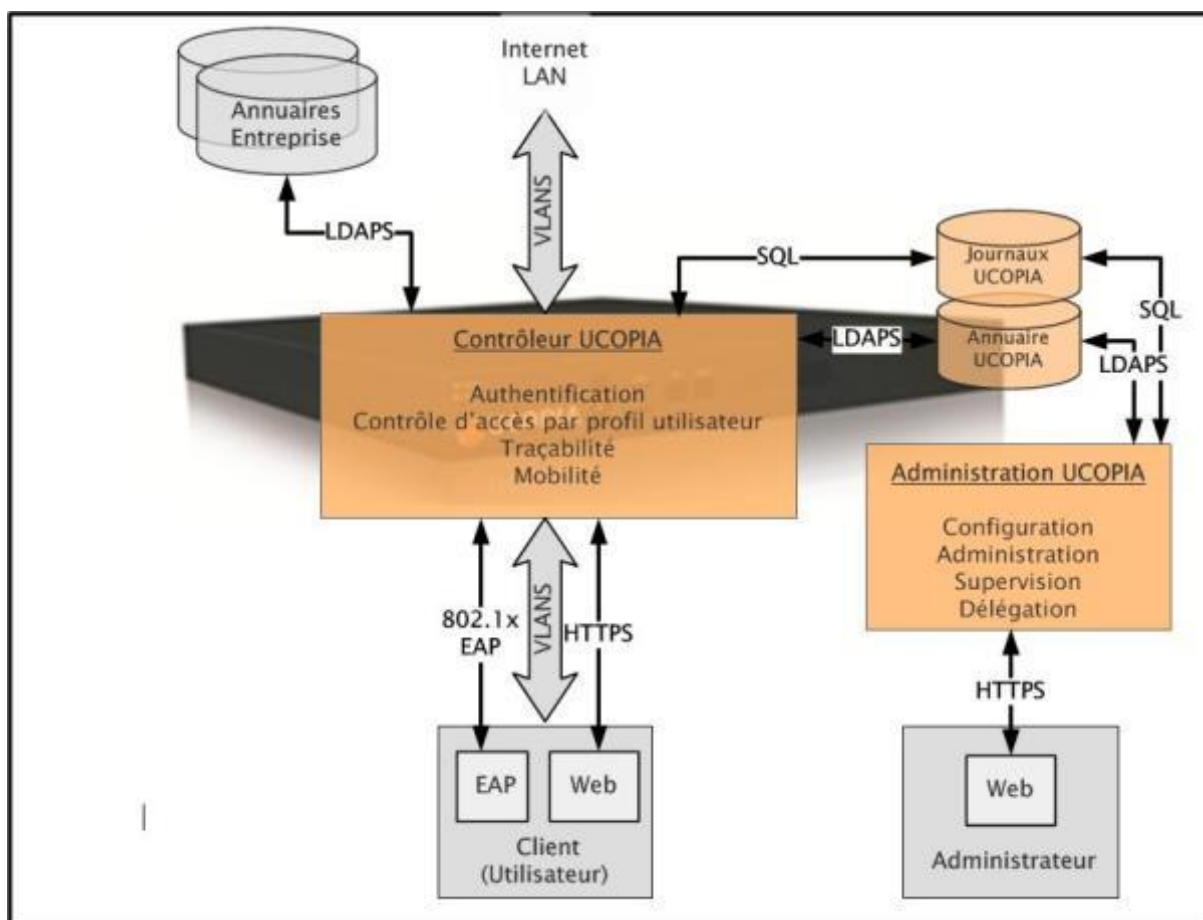 Internet
LAN
Annuaires
Entreprise
VLANS
LDAPS
SQL
Journaux
UCOPIA
SQL
Contrôleur UCOPIA
LDAPS
Annuaire
UCOPIA
LDAPS
Authentification
Contrôle d'accès par profil utilisateur
Traçabilité
Mobilité
Administration UCOPIA
Configuration
Administration
Supervision
Délégation
802.1x
EAP
VLANS
HTTPS
HTTPS
EAP
Web
Client
(Utilisateur)
Web
Administrateur